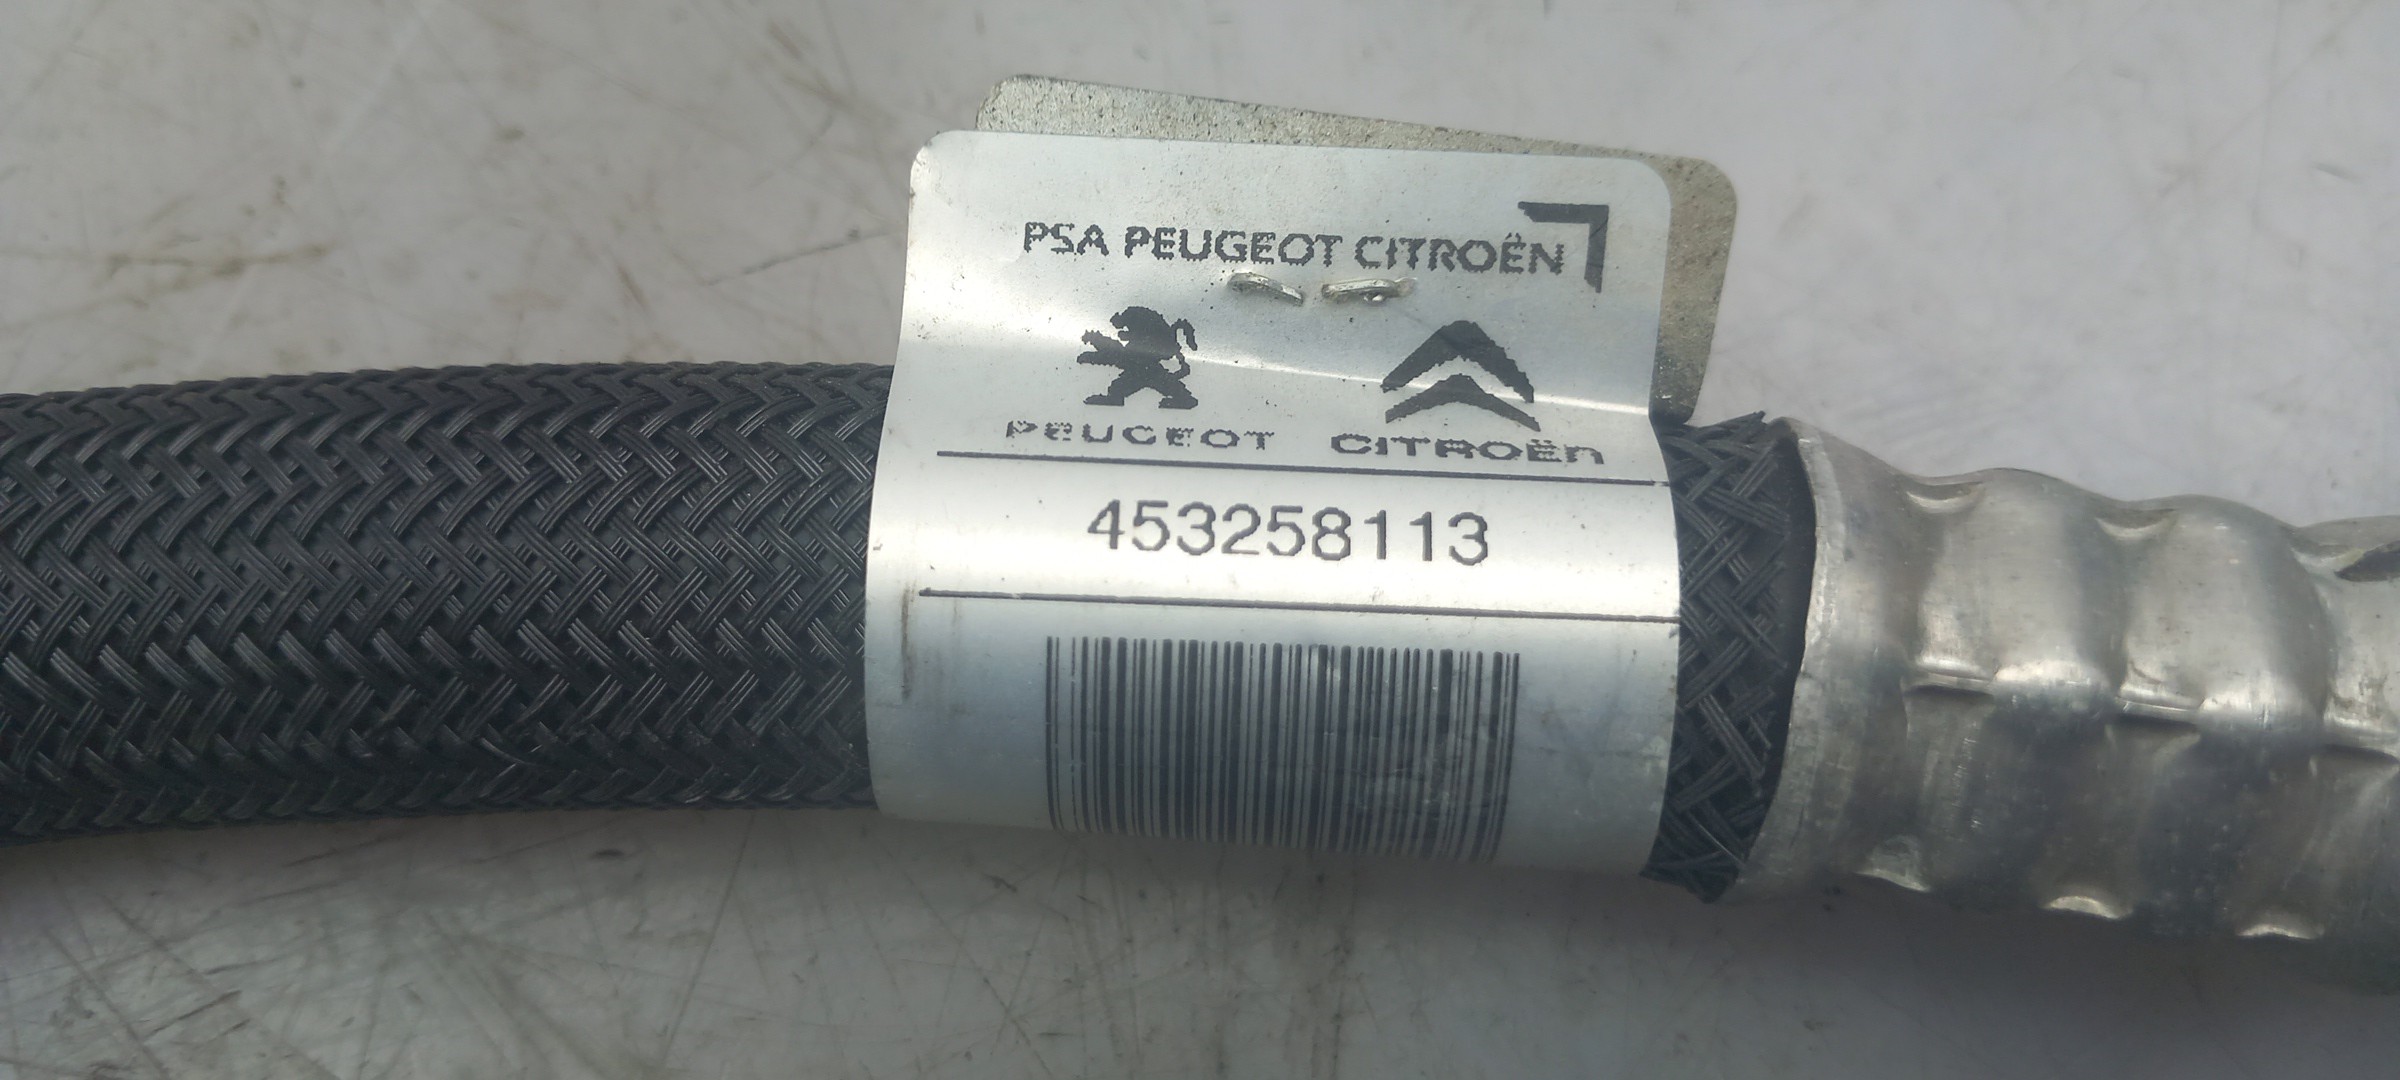 PSA PEUGEOT CITROËN
PEUGEOT CITROËN
453258113